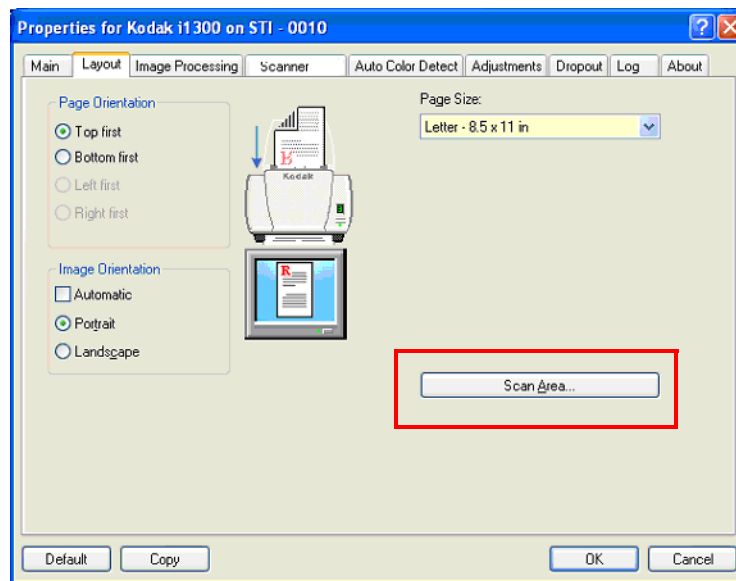 Properties for Kodak i1300 on STI - 0010
Main Layout Image Processing Scanner Auto Color Detect Adjustments Dropout Log About
Page Orientation
Top first
Bottom first
Left first
Right first
Kodak
R
R
Image Orientation
Automatic
Portrait
Landscape
Page Size:
Letter - 8.5 x 11 in
Scan Area...
Default Copy OK Cancel